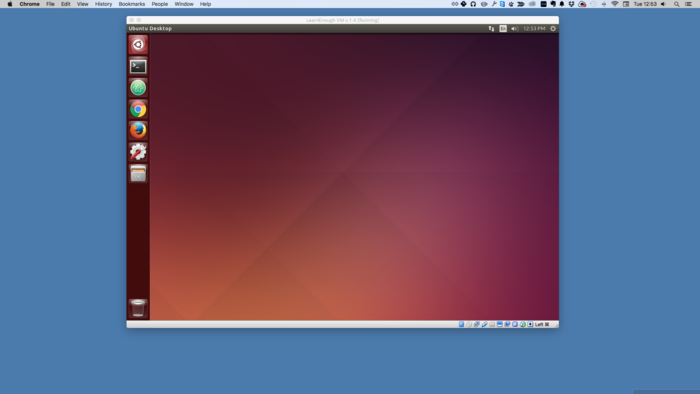 Chrome File Edit View History Bookmarks People Window Help
Tue 12:53
Learnthrough VM v 1.4 [Running]
Ubuntu Desktop
12:53 PM
Left ⌘